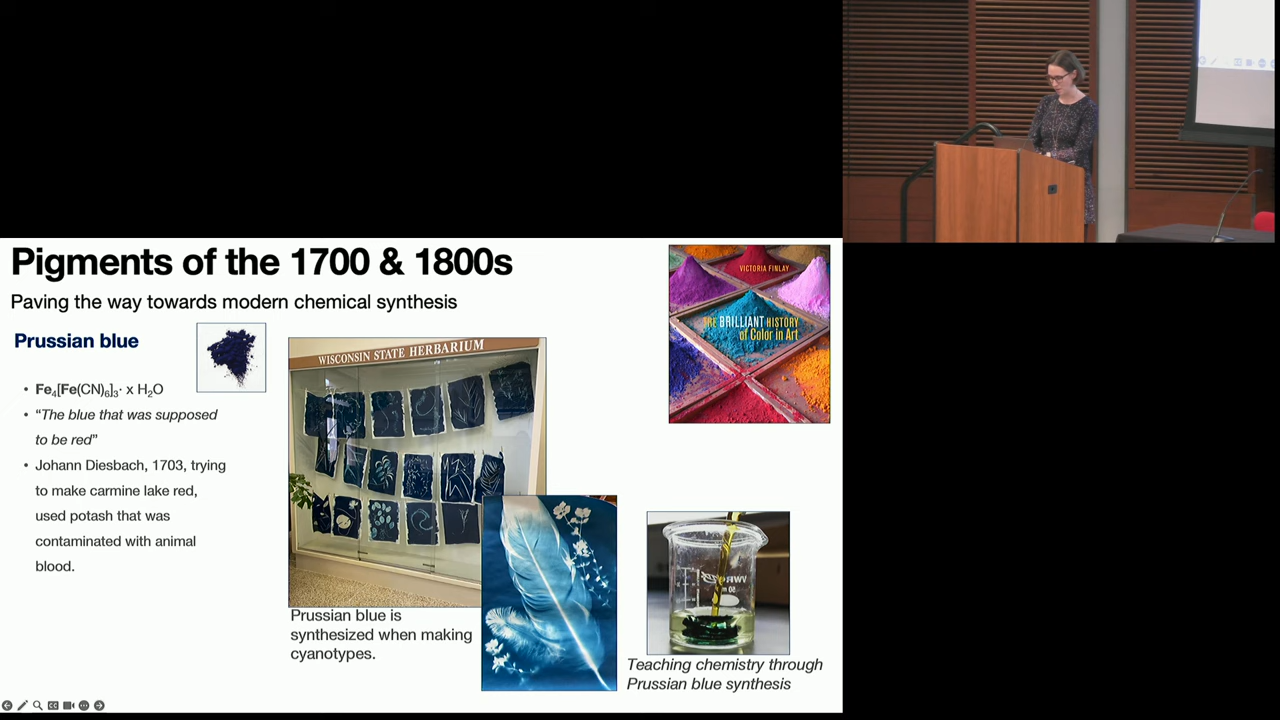 Pigments of the 1700 & 1800s
Paving the way towards modern chemical synthesis
Prussian blue
• Fe4[Fe(CN)6]3· x H2O
• “The blue that was supposed
to be red”
• Johann Diesbach, 1703, trying
to make carmine lake red,
used potash that was
contaminated with animal
blood.
WISCONSIN STATE HERBARIUM
Prussian blue is
synthesized when making
cyanotypes.
VICTORIA FINLAY
THE BRILLIANT HISTORY
of Color in Art
Teaching chemistry through
Prussian blue synthesis